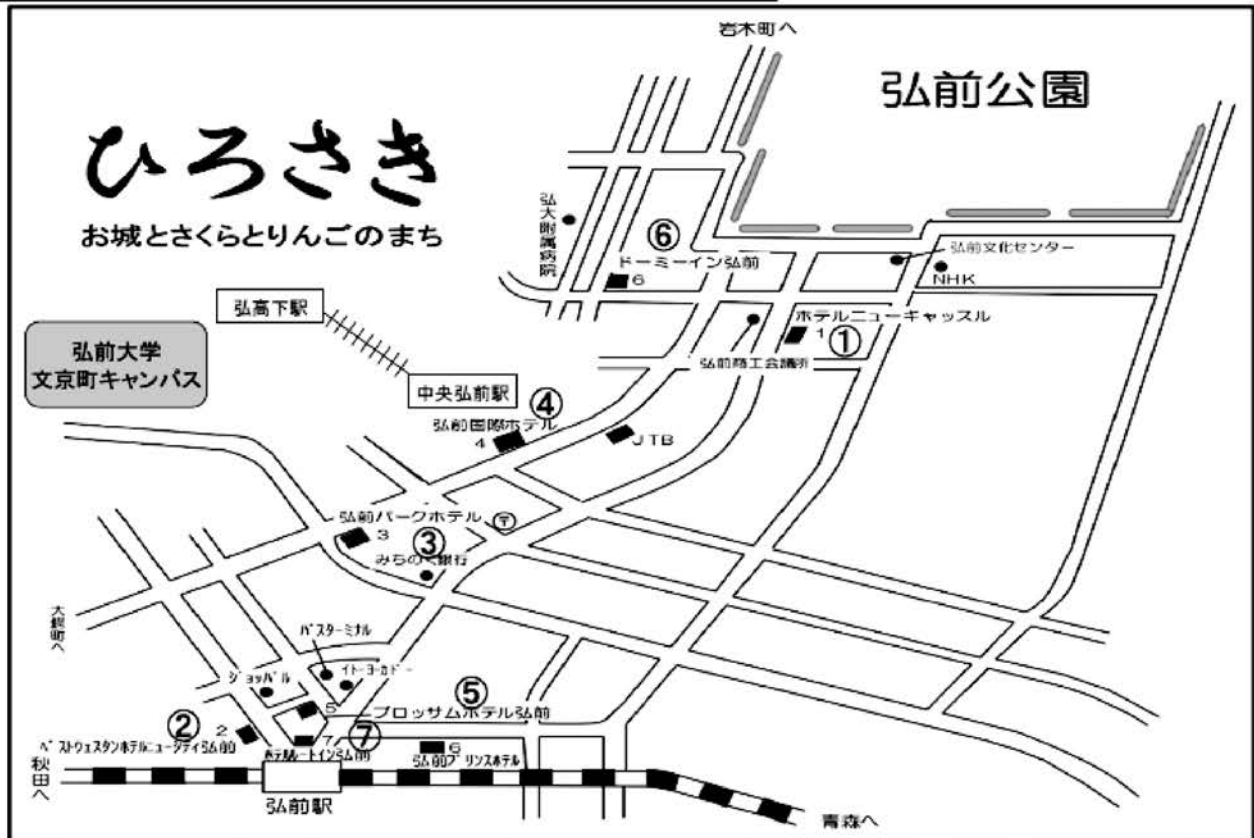 岩木町へ
弘前公園
ひろさき
お城とさくらとりんごのまち
弘大附属病院
⑥
ドーミーイン弘前
6
弘前文化センター
NHK
弘高下駅
ホテルニューキャッスル
1
①
弘前大学
文京町キャンパス
弘前商工会議所
中央弘前駅
④
弘前国際ホテル
4
JTB
弘前パークホテル
3
〒
③
みちのく銀行
大鰐町へ
バスターミナル
イトーヨーカドー
ジョッパル
⑤
5
ブロッサムホテル弘前
②
2
ベストウェスタンホテルニューシティ弘前
7
⑦
ホテルルートイン弘前
6
弘前プリンスホテル
秋田へ
弘前駅
青森へ